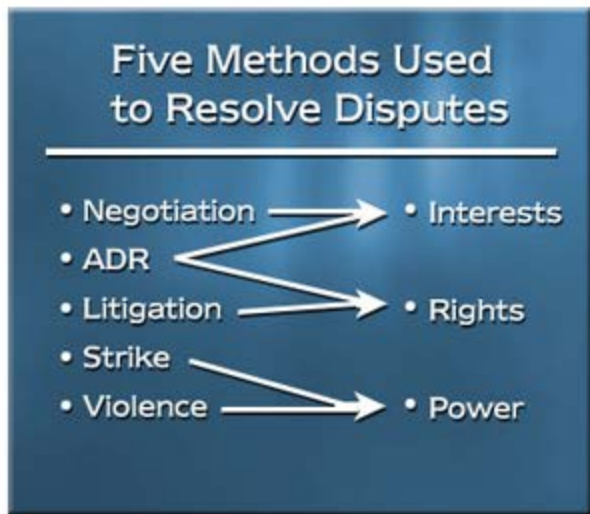 Five Methods Used
to Resolve Disputes
• Negotiation
• ADR
• Litigation
• Strike
• Violence
• Interests
• Rights
• Power